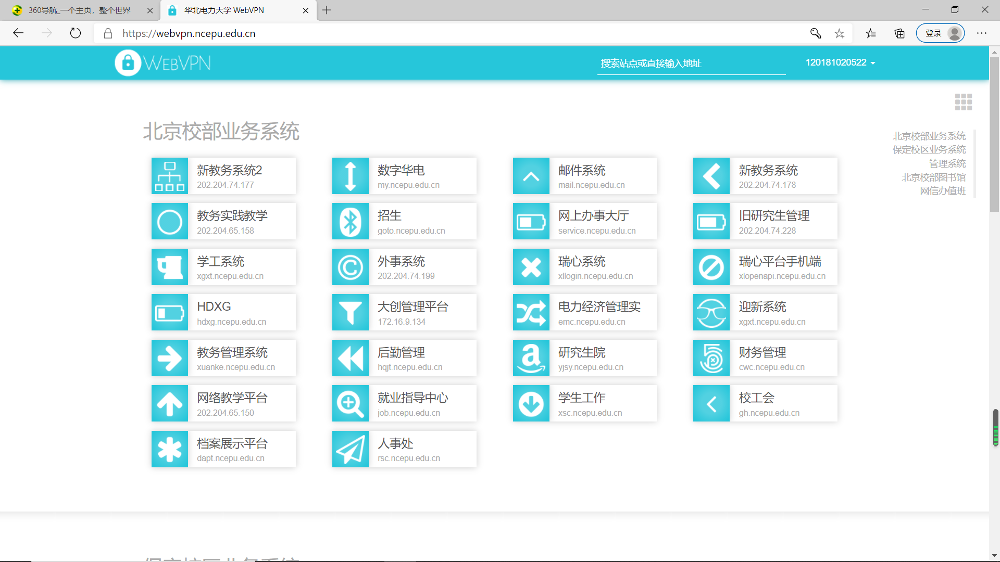 360导航_一个主页，整个世界
华北电力大学 WebVPN
https://webvpn.ncepu.edu.cn
登录
WEBVPN
搜索站点或直接输入地址
120181020522
北京校部业务系统
北京校部业务系统
保定校区业务系统
管理系统
北京校部图书馆
网信办值班
新教务系统2
202.204.74.177
数字华电
my.ncepu.edu.cn
邮件系统
mail.ncepu.edu.cn
新教务系统
202.204.74.178
教务实践教学
202.204.65.158
招生
goto.ncepu.edu.cn
网上办事大厅
service.ncepu.edu.cn
旧研究生管理
202.204.74.228
学工系统
xgxt.ncepu.edu.cn
外事系统
202.204.74.199
瑞心系统
xllogin.ncepu.edu.cn
瑞心平台手机端
xlopenapi.ncepu.edu.cn
HDXG
hdxg.ncepu.edu.cn
大创管理平台
172.16.9.134
电力经济管理实
emc.ncepu.edu.cn
迎新系统
xgxt.ncepu.edu.cn
教务管理系统
xuanke.ncepu.edu.cn
后勤管理
hqjt.ncepu.edu.cn
研究生院
yjsy.ncepu.edu.cn
财务管理
cwc.ncepu.edu.cn
网络教学平台
202.204.65.150
就业指导中心
job.ncepu.edu.cn
学生工作
xsc.ncepu.edu.cn
校工会
gh.ncepu.edu.cn
档案展示平台
dapt.ncepu.edu.cn
人事处
rsc.ncepu.edu.cn